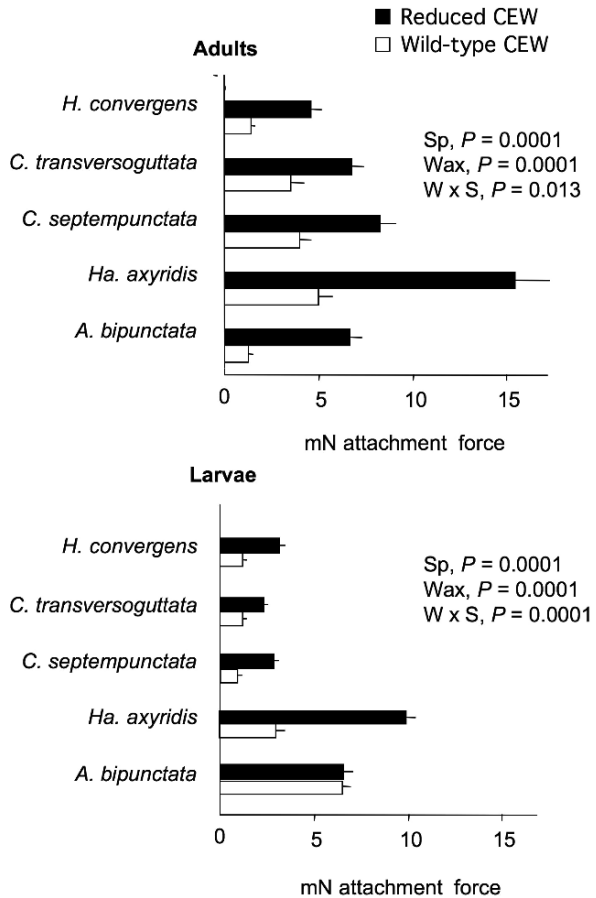 Reduced CEW
Wild-type CEW
Adults
H. convergens
C. transversoguttata
C. septempunctata
Ha. axyridis
A. bipunctata
Sp, P = 0.0001
Wax, P = 0.0001
W x S, P = 0.013
0 5 10 15
mN attachment force
Larvae
H. convergens
C. transversoguttata
C. septempunctata
Ha. axyridis
A. bipunctata
Sp, P = 0.0001
Wax, P = 0.0001
W x S, P = 0.0001
0 5 10 15
mN attachment force